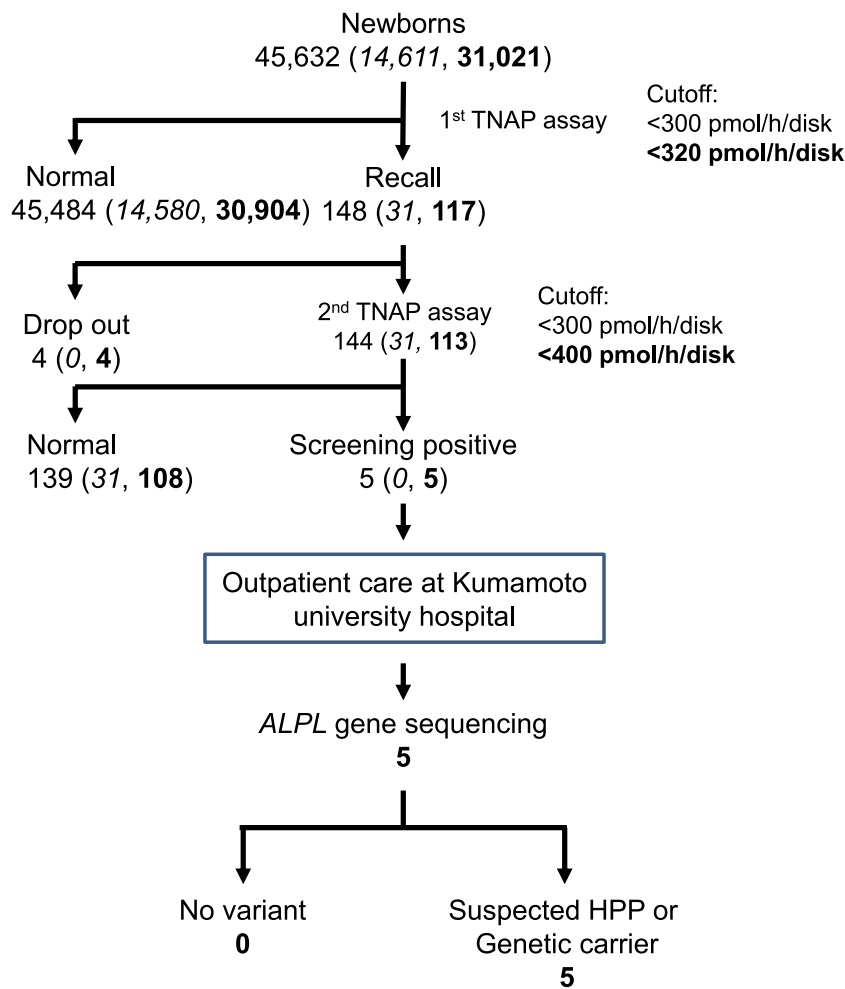 Newborns
45,632 (14,611, 31,021)
1st TNAP assay
Cutoff:
<300 pmol/h/disk
<320 pmol/h/disk
Normal
45,484 (14,580, 30,904)
Recall
148 (31, 117)
Drop out
4 (0, 4)
2nd TNAP assay
144 (31, 113)
Cutoff:
<300 pmol/h/disk
<400 pmol/h/disk
Normal
139 (31, 108)
Screening positive
5 (0, 5)
Outpatient care at Kumamoto
university hospital
ALPL gene sequencing
5
No variant
0
Suspected HPP or
Genetic carrier
5